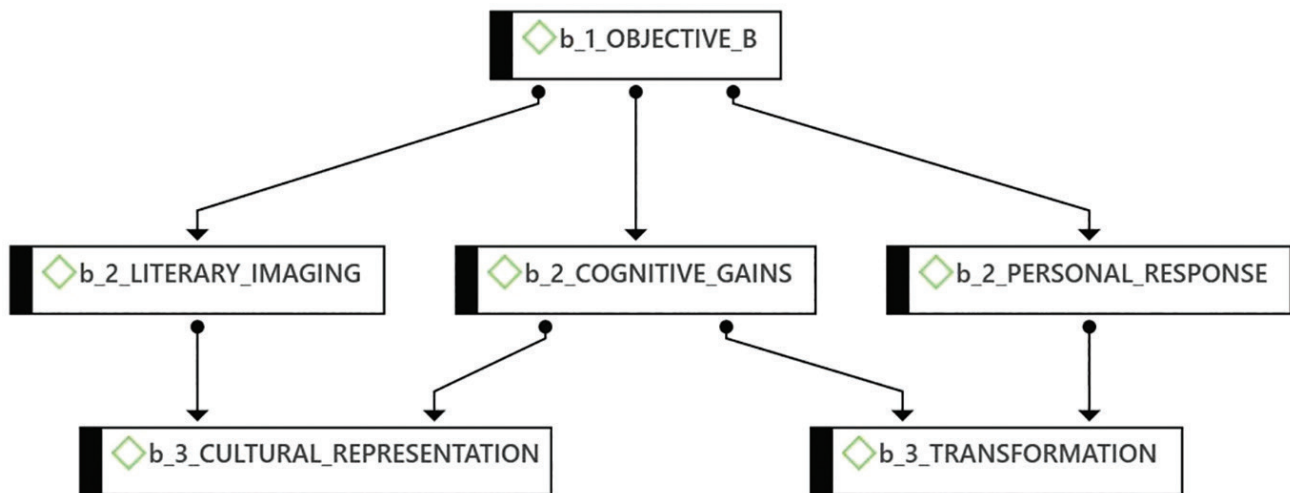 b_1_OBJECTIVE_B
b_2_LITERARY_IMAGING
b_2_COGNITIVE_GAINS
b_2_PERSONAL_RESPONSE
b_3_CULTURAL_REPRESENTATION
b_3_TRANSFORMATION